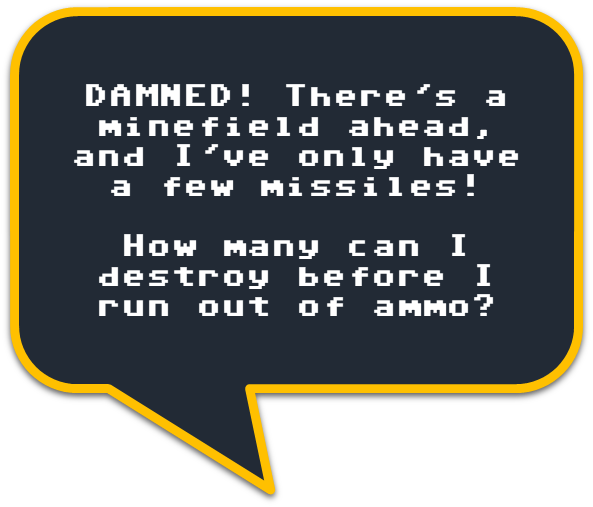 DAMNED! There's a
minefield ahead,
and I've only have
a few missiles!
How many can I
destroy before I
run out of ammo?